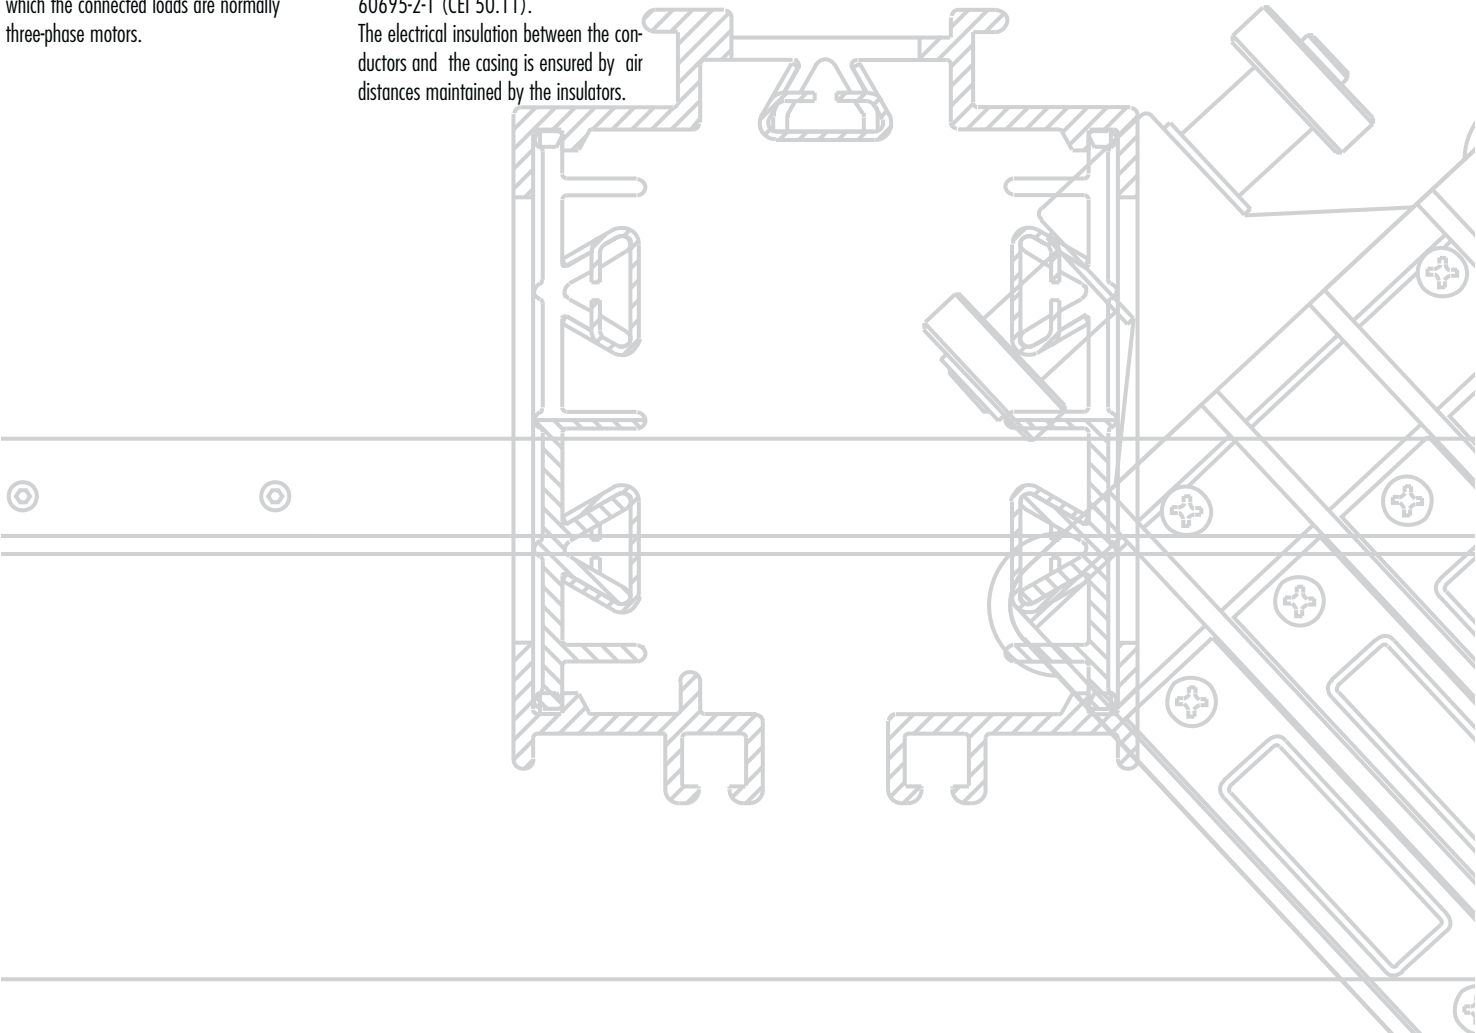 which the connected loads are normally
three-phase motors.
60695-2-1 (CEI 50.11).
The electrical insulation between the con-
ductors and the casing is ensured by air
distances maintained by the insulators.